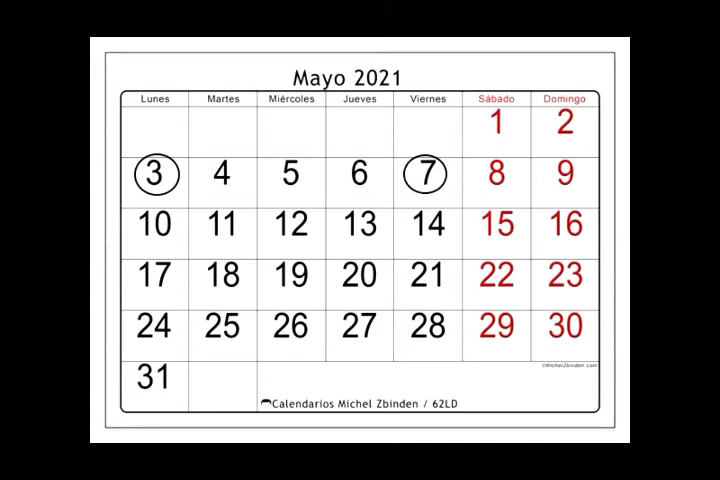 Mayo 2021
Lunes Martes Miércoles Jueves Viernes Sábado Domingo
1 2
3 4 5 6 7 8 9
10 11 12 13 14 15 16
17 18 19 20 21 22 23
24 25 26 27 28 29 30
©MichelZbinden.com
31
Calendarios Michel Zbinden / 62LD